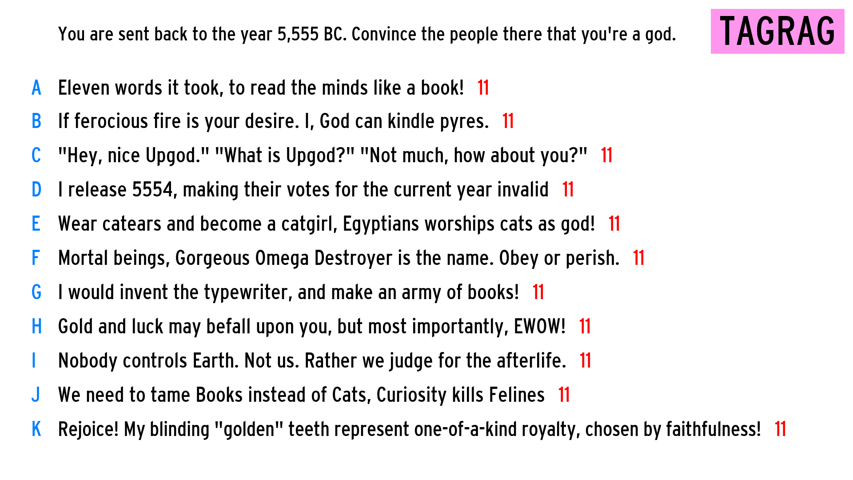 You are sent back to the year 5,555 BC. Convince the people there that you're a god.
TAGRAG
A Eleven words it took, to read the minds like a book! 11
B If ferocious fire is your desire. I, God can kindle pyres. 11
C "Hey, nice Upgod." "What is Upgod?" "Not much, how about you?" 11
D I release 5554, making their votes for the current year invalid 11
E Wear catears and become a catgirl, Egyptians worships cats as god! 11
F Mortal beings, Gorgeous Omega Destroyer is the name. Obey or perish. 11
G I would invent the typewriter, and make an army of books! 11
H Gold and luck may befall upon you, but most importantly, EWOW! 11
I Nobody controls Earth. Not us. Rather we judge for the afterlife. 11
J We need to tame Books instead of Cats, Curiosity kills Felines 11
K Rejoice! My blinding "golden" teeth represent one-of-a-kind royalty, chosen by faithfulness! 11